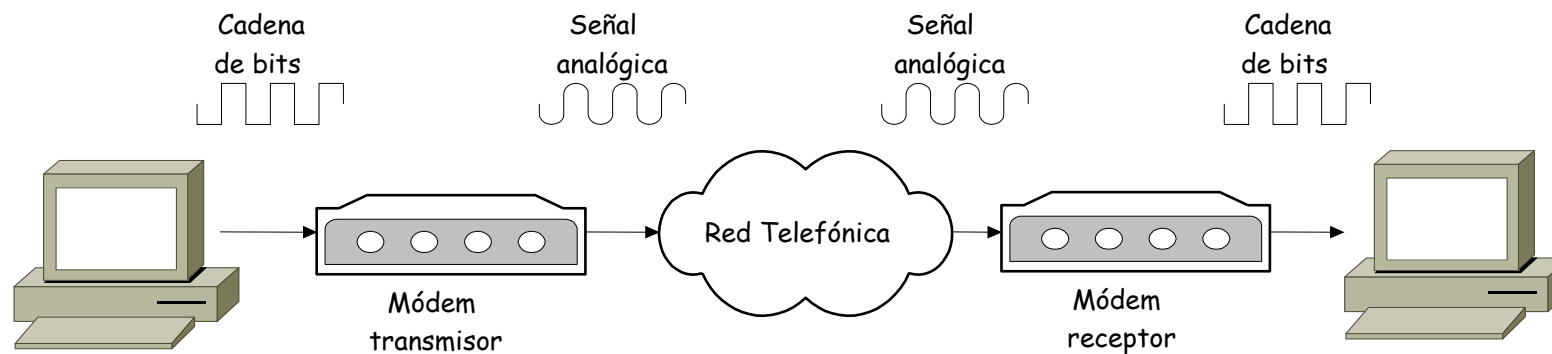 Cadena
de bits
Señal
analógica
Señal
analógica
Cadena
de bits
Red Telefónica
Módem
transmisor
Módem
receptor